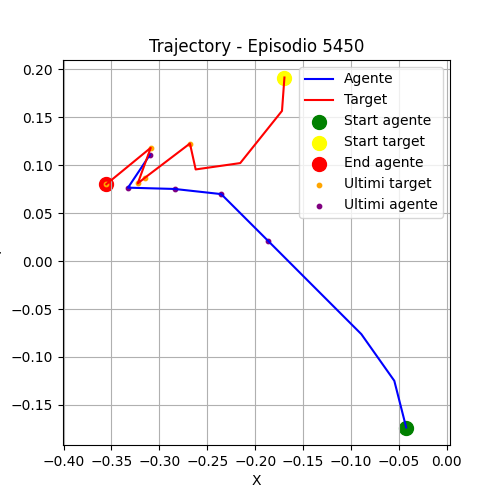 Trajectory - Episodio 5450
Agente
Target
Start agente
Start target
End agente
Ultimi target
Ultimi agente
0.20
0.15
0.10
0.05
0.00
−0.05
−0.10
−0.15
−0.40 −0.35 −0.30 −0.25 −0.20 −0.15 −0.10 −0.05 0.00
X